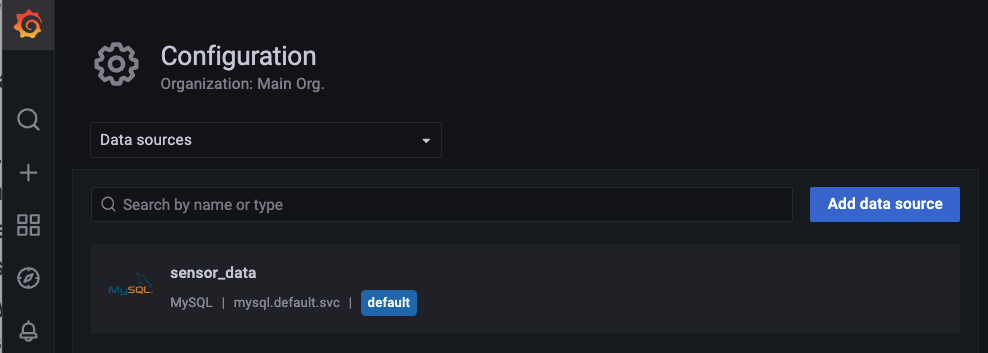 Configuration
Organization: Main Org.
Data sources
Search by name or type
Add data source
sensor_data
MySQL
MySQL | mysql.default.svc | default